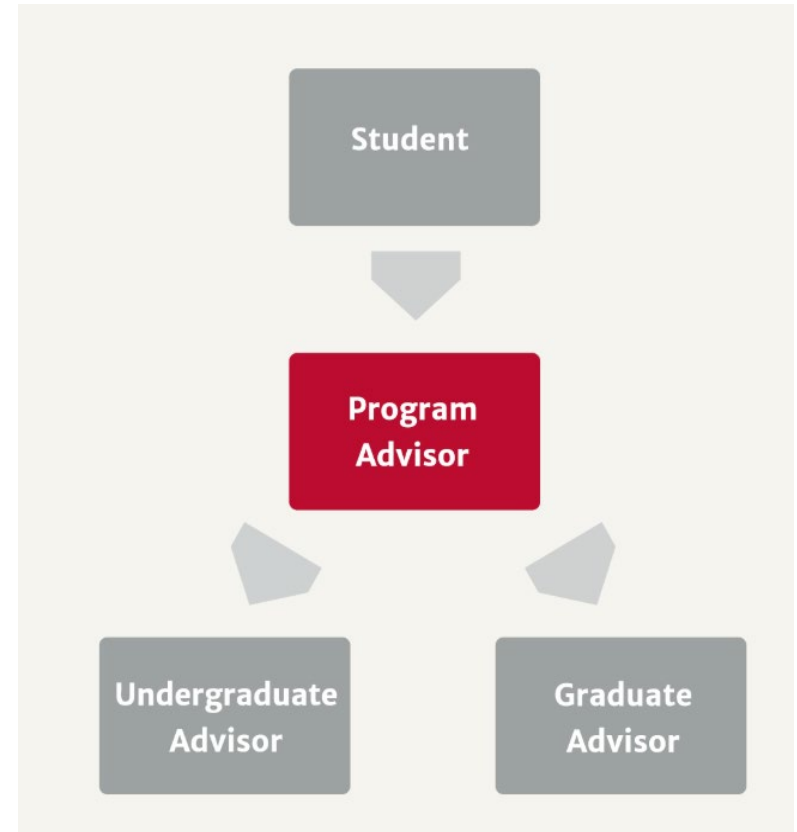 Student
Program
Advisor
Undergraduate
Advisor
Graduate
Advisor